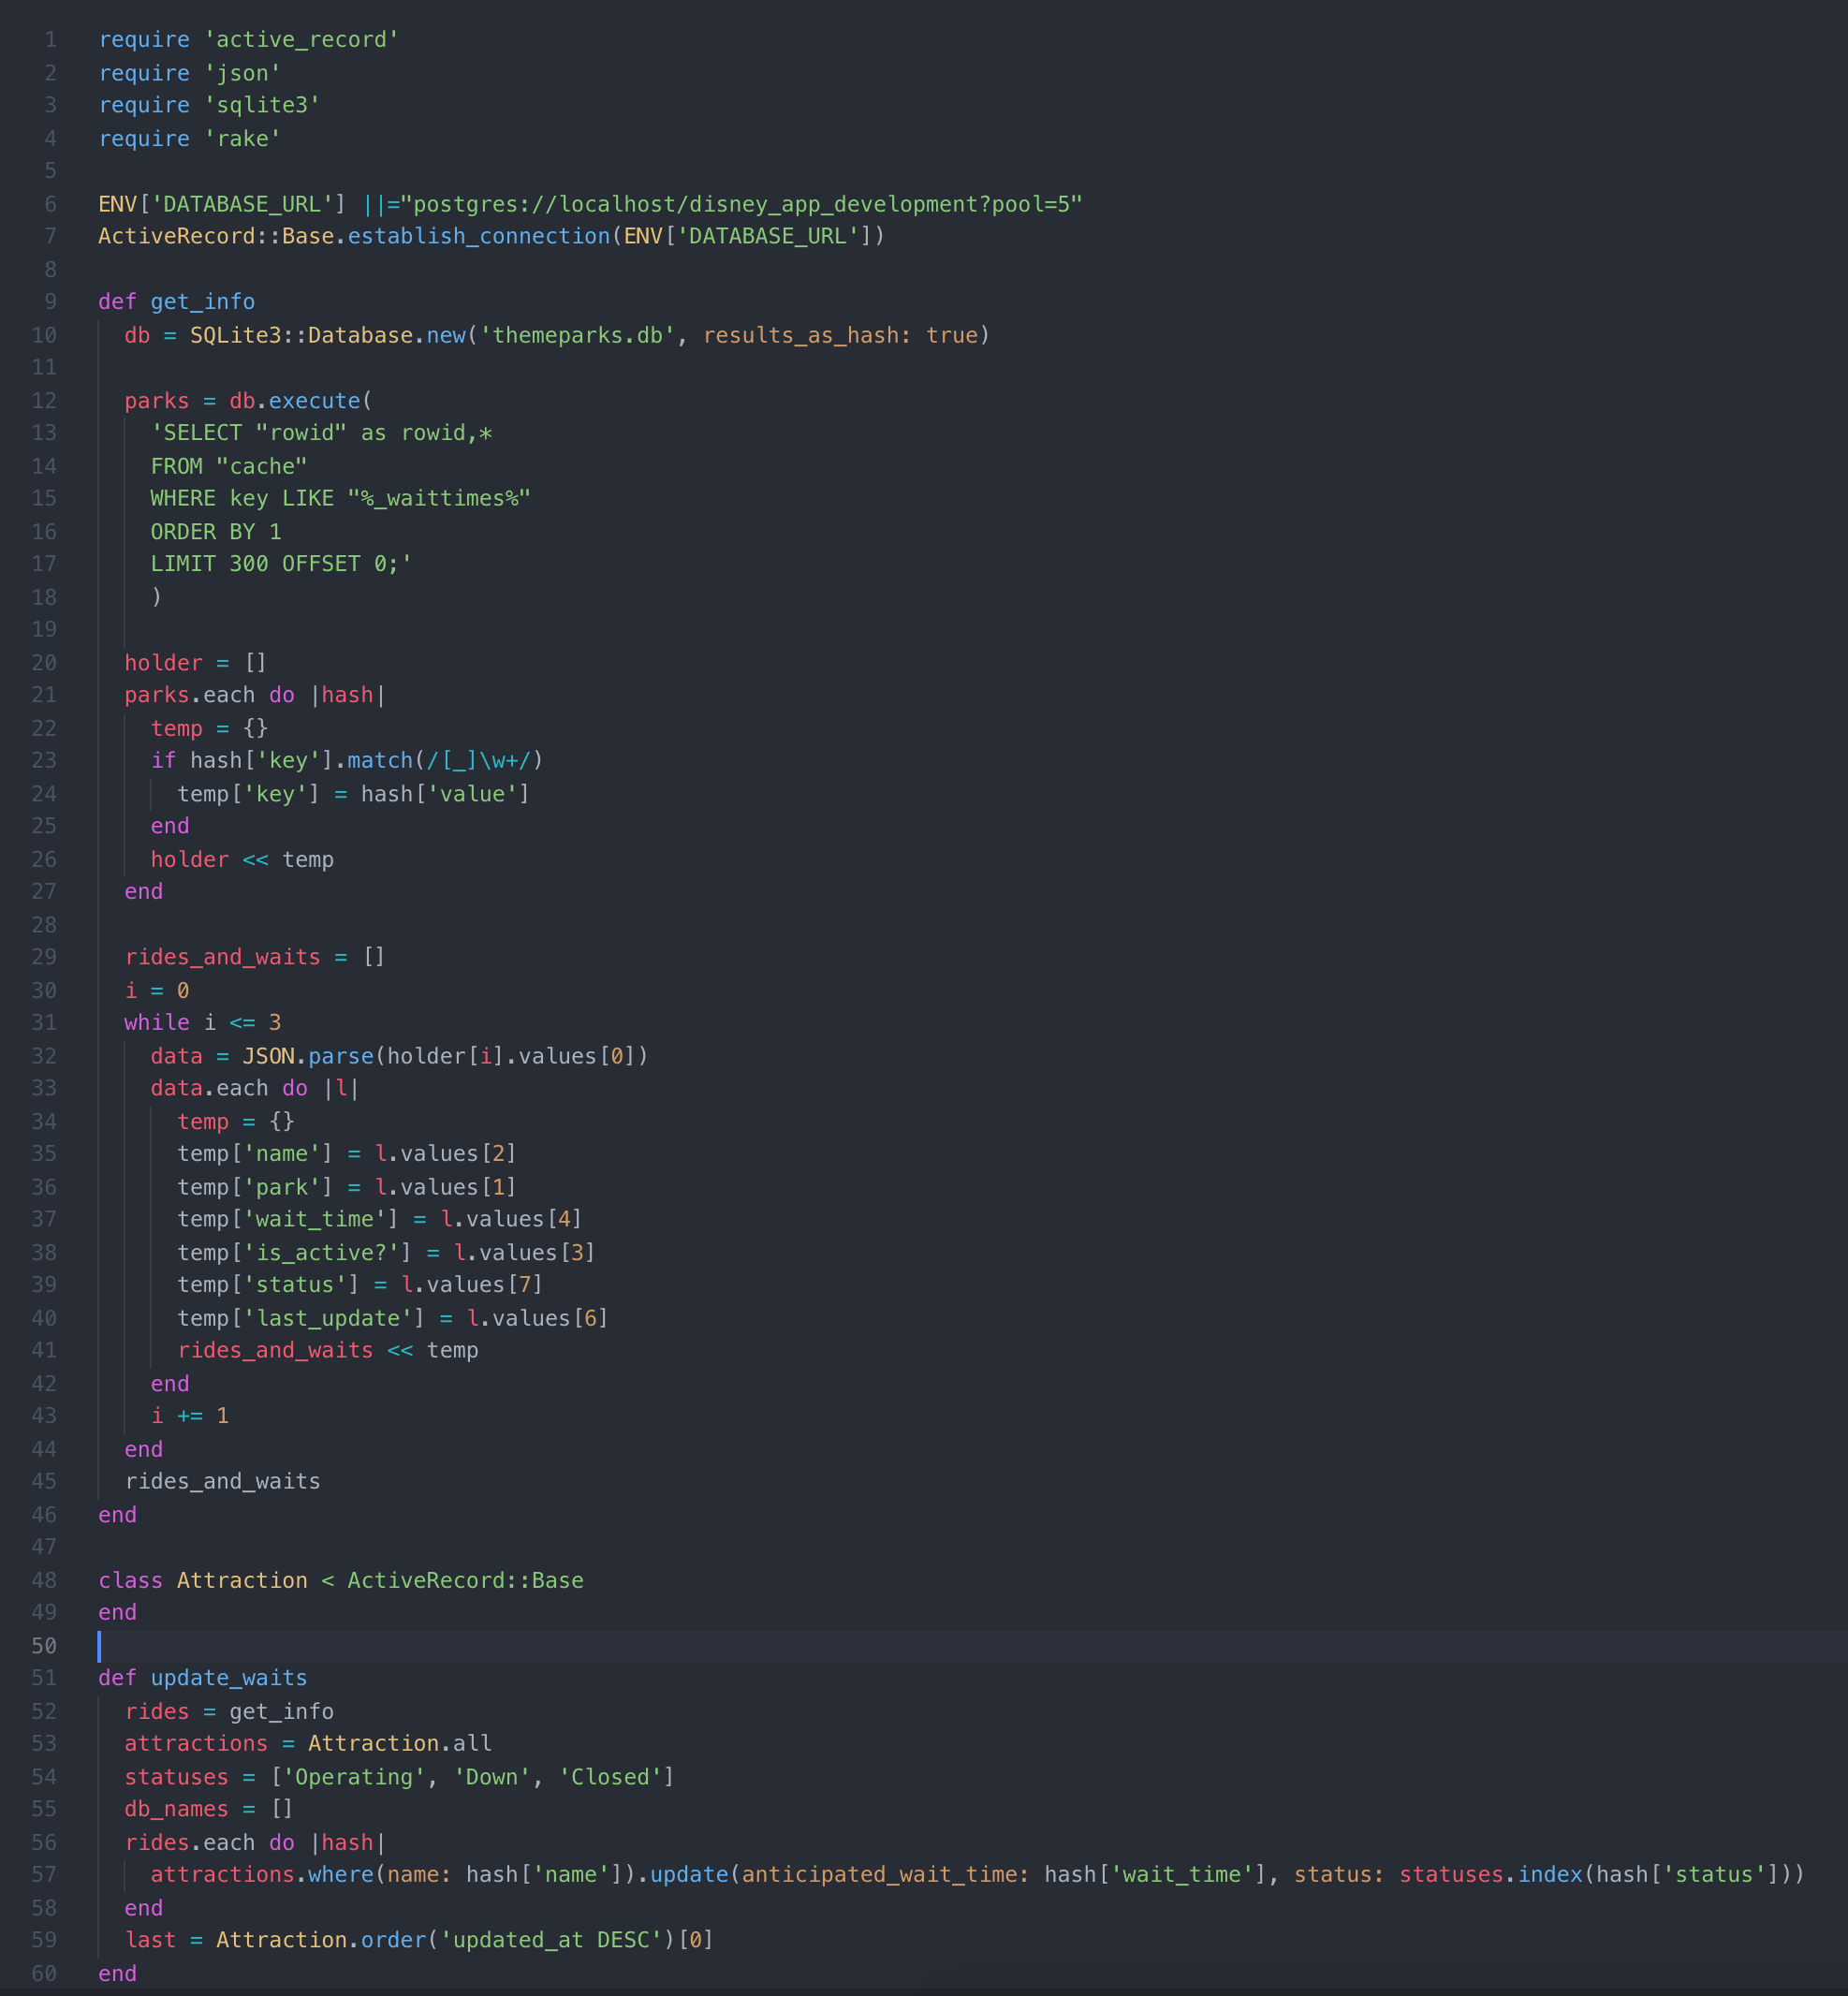 1 require 'active_record'
2 require 'json'
3 require 'sqlite3'
4 require 'rake'
5
6 ENV['DATABASE_URL'] ||="postgres://localhost/disney_app_development?pool=5"
7 ActiveRecord::Base.establish_connection(ENV['DATABASE_URL'])
8
9 def get_info
10   db = SQLite3::Database.new('themeparks.db', results_as_hash: true)
11
12   parks = db.execute(
13     'SELECT "rowid" as rowid,*
14     FROM "cache"
15     WHERE key LIKE "%_waittimes%"
16     ORDER BY 1
17     LIMIT 300 OFFSET 0;'
18     )
19
20   holder = []
21   parks.each do |hash|
22     temp = {}
23     if hash['key'].match(/[_]\w+/)
24       temp['key'] = hash['value']
25     end
26     holder << temp
27   end
28
29   rides_and_waits = []
30   i = 0
31   while i <= 3
32     data = JSON.parse(holder[i].values[0])
33     data.each do |l|
34       temp = {}
35       temp['name'] = l.values[2]
36       temp['park'] = l.values[1]
37       temp['wait_time'] = l.values[4]
38       temp['is_active?'] = l.values[3]
39       temp['status'] = l.values[7]
40       temp['last_update'] = l.values[6]
41       rides_and_waits << temp
42     end
43     i += 1
44   end
45   rides_and_waits
46 end
47
48 class Attraction < ActiveRecord::Base
49 end
50
51 def update_waits
52   rides = get_info
53   attractions = Attraction.all
54   statuses = ['Operating', 'Down', 'Closed']
55   db_names = []
56   rides.each do |hash|
57     attractions.where(name: hash['name']).update(anticipated_wait_time: hash['wait_time'], status: statuses.index(hash['status']))
58   end
59   last = Attraction.order('updated_at DESC')[0]
60 end